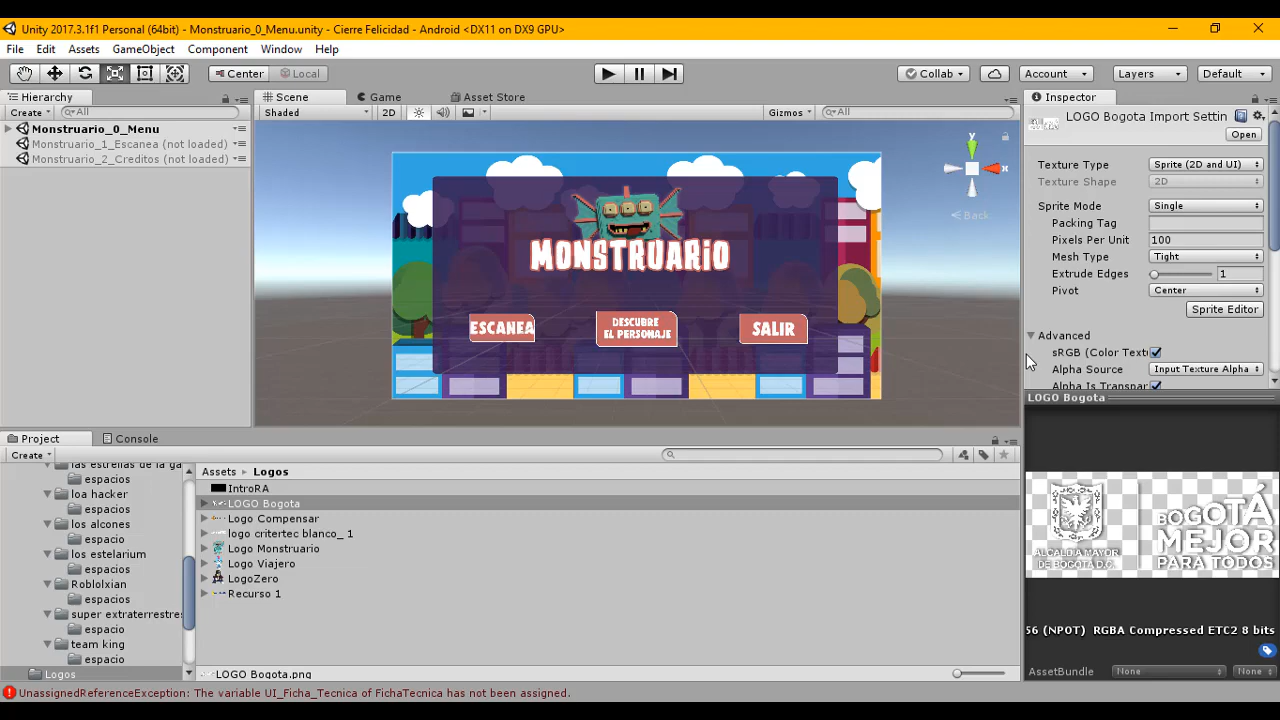 Unity 2017.3.1f1 Personal (64bit) - Monstruario_0_Menu.unity - Cierre Felicidad - Android <DX11 on DX9 GPU>
File Edit Assets GameObject Component Window Help
Center Local Collab Account Layers Default
Hierarchy
Create All
Monstruario_0_Menu
Monstruario_1_Escanea (not loaded)
Monstruario_2_Creditos (not loaded)
Scene Game Asset Store
Shaded 2D Gizmos All
y
x
Back
MONSTRUARIO
ESCANEA
DESCUBRE
EL PERSONAJE
SALIR
Inspector
LOGO Bogota Import Settin
Open
Texture Type Sprite (2D and UI)
Texture Shape 2D
Sprite Mode Single
Packing Tag
Pixels Per Unit 100
Mesh Type Tight
Extrude Edges 1
Pivot Center
Sprite Editor
Advanced
sRGB (Color Text
Alpha Source Input Texture Alpha
Alpha Is Transpar
LOGO Bogota
ALCALDÍA MAYOR
DE BOGOTÁ D.C.
BOGOTÁ
MEJOR
PARA TODOS
56 (NPOT) RGBA Compressed ETC2 8 bits
AssetBundle None None
Project Console
Create
las estrellas de la ga
espacios
loa hacker
espacios
los alcones
espacio
los estelarium
espacios
Roblolxian
espacios
super extraterrestres
espacio
team king
espacio
Logos
Assets Logos
IntroRA
LOGO Bogota
Logo Compensar
logo critertec blanco_ 1
Logo Monstruario
Logo Viajero
LogoZero
Recurso 1
LOGO Bogota.png
UnassignedReferenceException: The variable UI_Ficha_Tecnica of FichaTecnica has not been assigned.